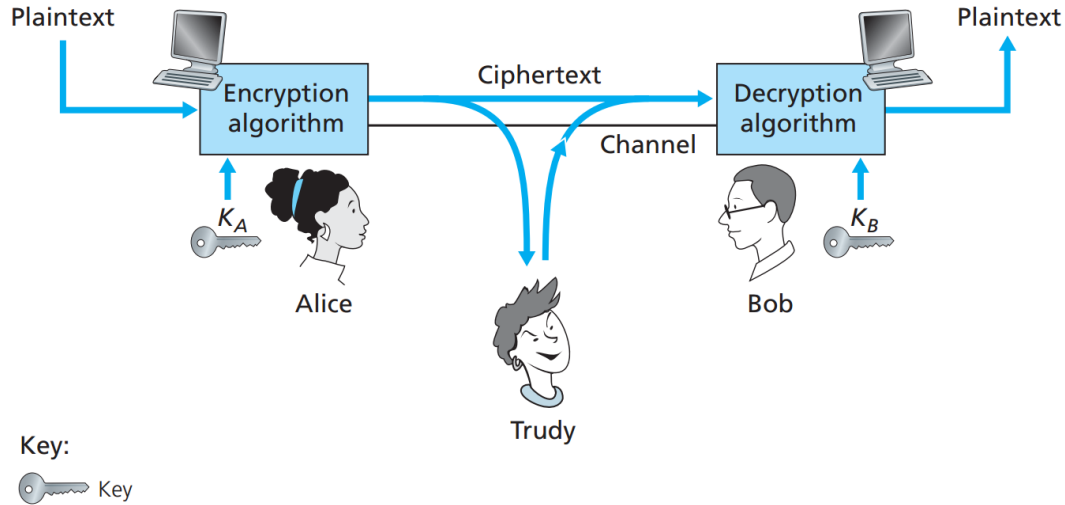 Plaintext
Plaintext
Ciphertext
Encryption
algorithm
Decryption
algorithm
Channel
K_A
K_B
Alice
Bob
Trudy
Key:
Key